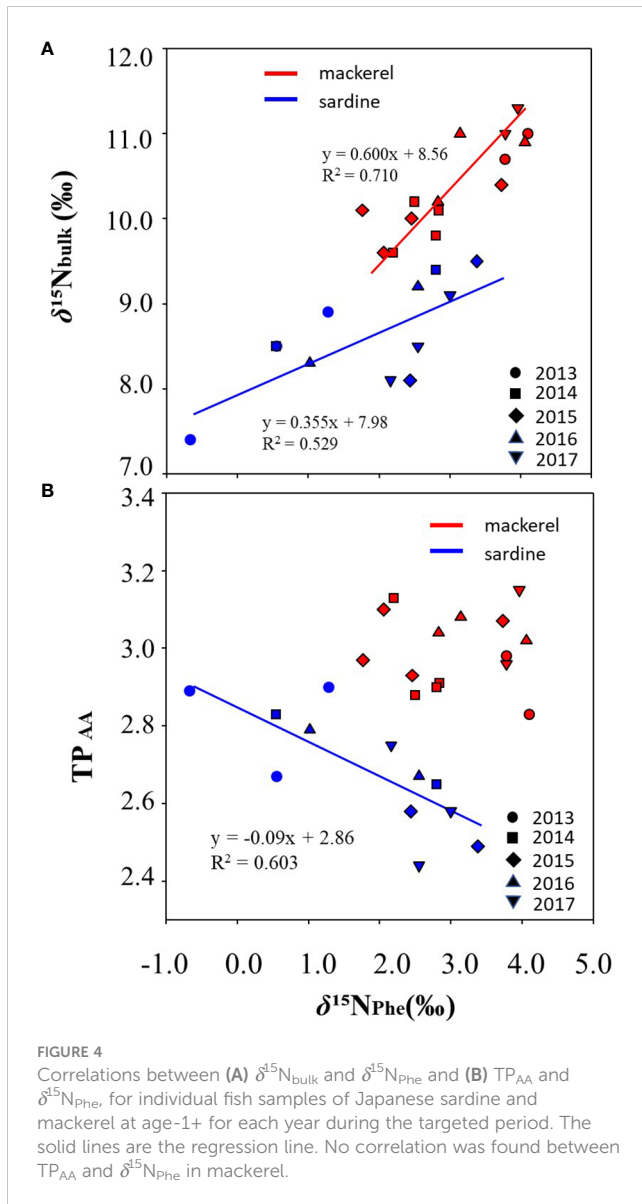 A
12.0
11.0
10.0
9.0
8.0
7.0
δ¹⁵Nbulk (‰)
mackerel
sardine
y = 0.600x + 8.56
R² = 0.710
y = 0.355x + 7.98
R² = 0.529
2013
2014
2015
2016
2017
B
3.4
3.2
3.0
2.8
2.6
2.4
TP AA
mackerel
sardine
y = -0.09x + 2.86
R² = 0.603
2013
2014
2015
2016
2017
-1.0 0.0 1.0 2.0 3.0 4.0 5.0
δ¹⁵NPhe(‰)
FIGURE 4
Correlations between (A) δ¹⁵Nbulk and δ¹⁵NPhe and (B) TPAA and
δ¹⁵NPhe, for individual fish samples of Japanese sardine and
mackerel at age-1+ for each year during the targeted period. The
solid lines are the regression line. No correlation was found between
TPAA and δ¹⁵NPhe in mackerel.